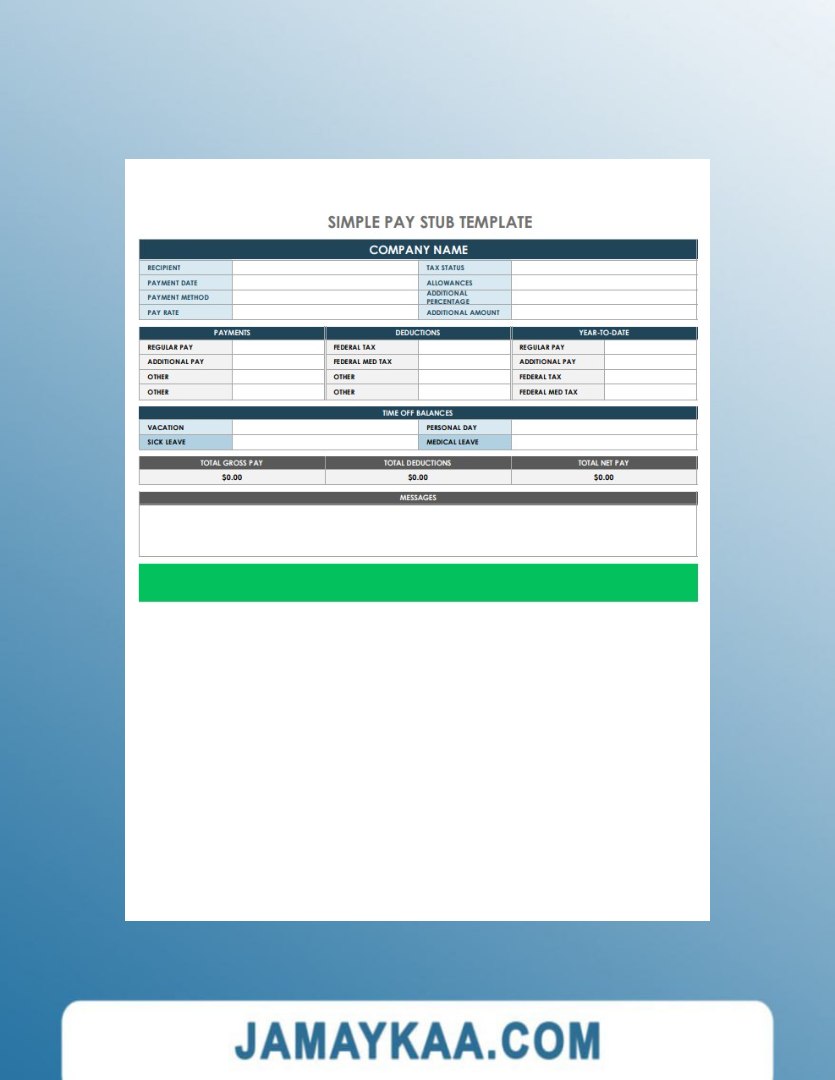 SIMPLE PAY STUB TEMPLATE
COMPANY NAME
RECIPIENT TAX STATUS
PAYMENT DATE ALLOWANCES
PAYMENT METHOD ADDITIONAL PERCENTAGE
PAY RATE ADDITIONAL AMOUNT
PAYMENTS DEDUCTIONS YEAR-TO-DATE
REGULAR PAY FEDERAL TAX REGULAR PAY
ADDITIONAL PAY FEDERAL MED TAX ADDITIONAL PAY
OTHER OTHER FEDERAL TAX
OTHER OTHER FEDERAL MED TAX
TIME OFF BALANCES
VACATION PERSONAL DAY
SICK LEAVE MEDICAL LEAVE
TOTAL GROSS PAY TOTAL DEDUCTIONS TOTAL NET PAY
$0.00 $0.00 $0.00
MESSAGES
JAMAYKAA.COM